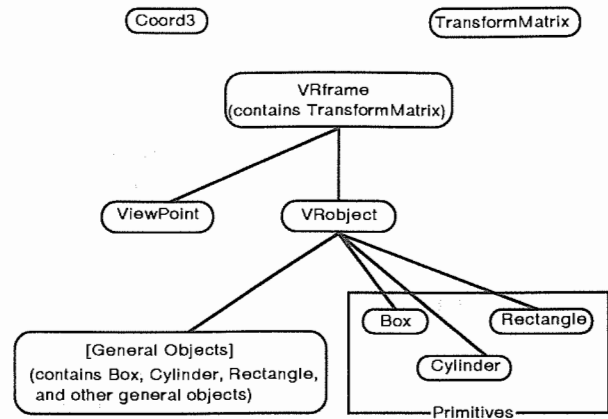 Coord3
TransformMatrix
VRframe
(contains TransformMatrix)
ViewPoint
VRobject
Box
Rectangle
Cylinder
Primitives
[General Objects]
(contains Box, Cylinder, Rectangle,
and other general objects)